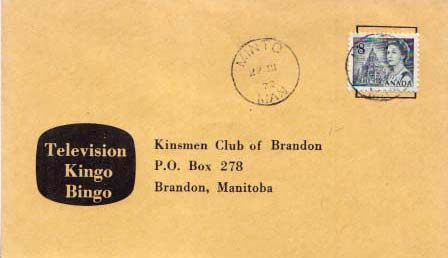 MINTO
MAN
8
CANADA
Television
Kingo
Bingo
Kinsmen Club of Brandon
P.O. Box 278
Brandon, Manitoba